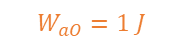 W_{aO} = 1 J